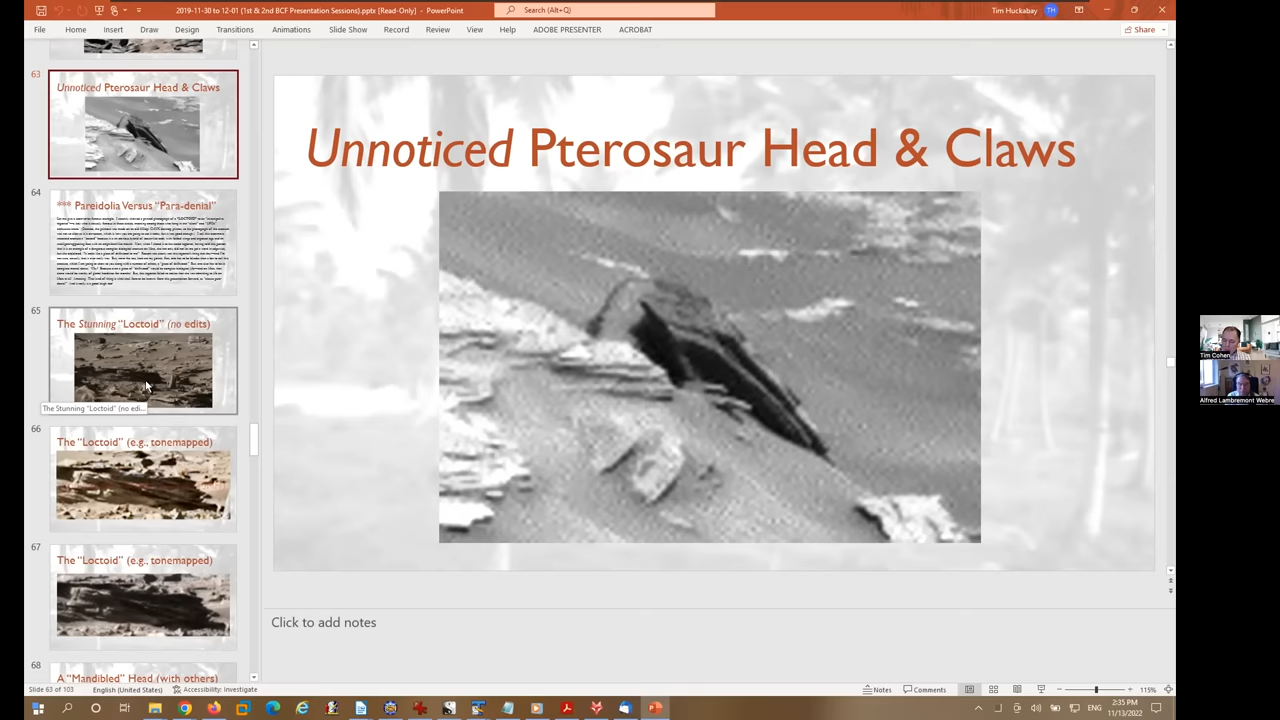 2019-11-30 to 12-01 (1st & 2nd BCF Presentation Sessions).pptx [Read-Only] - PowerPoint
Search (Alt+Q)
Tim Huckabay
TH
File Home Insert Draw Design Transitions Animations Slide Show Record Review View Help ADOBE PRESENTER ACROBAT
Share
63
Unnoticed Pterosaur Head & Claws
64
*** Pareidolia Versus “Para-denial”
65
The Stunning “Loctoid” (no edits)
The Stunning “Loctoid” (no edi...
66
The “Loctoid” (e.g., tonemapped)
67
The “Loctoid” (e.g., tonemapped)
68
A “Mandibled” Head (with others)
Unnoticed Pterosaur Head & Claws
Click to add notes
Tim Cohen
Alfred Lambremont Webre
Slide 63 of 103
English (United States)
Accessibility: Investigate
Notes
Comments
115%
ENG
2:35 PM
11/13/2022